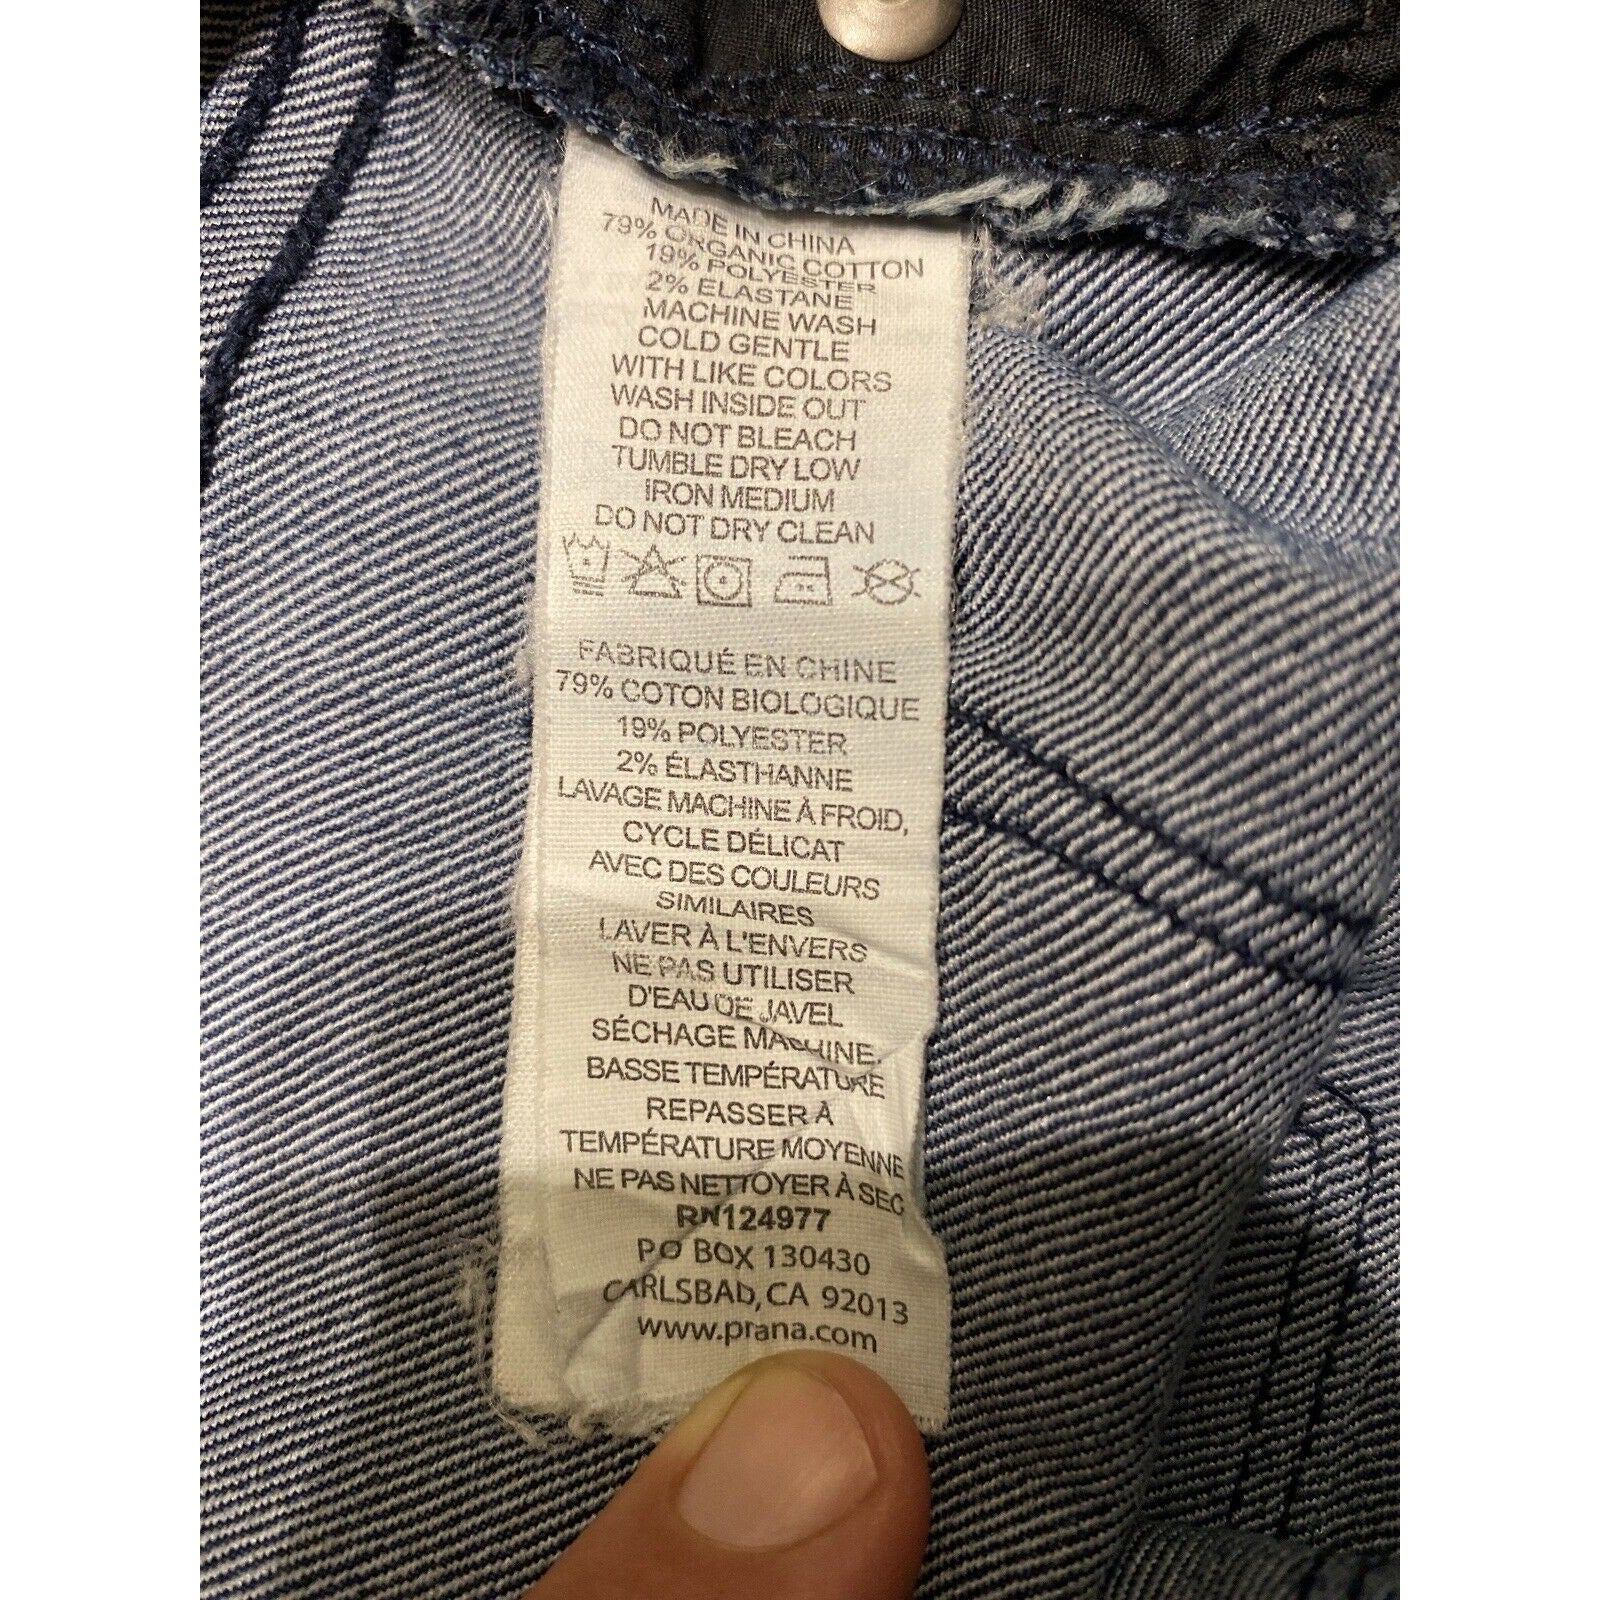 MADE IN CHINA
79% ORGANIC COTTON
19% POLYESTER
2% ELASTANE
MACHINE WASH
COLD GENTLE
WITH LIKE COLORS
WASH INSIDE OUT
DO NOT BLEACH
TUMBLE DRY LOW
IRON MEDIUM
DO NOT DRY CLEAN
FABRIQUÉ EN CHINE
79% COTON BIOLOGIQUE
19% POLYESTER
2% ÉLASTHANNE
LAVAGE MACHINE À FROID,
CYCLE DÉLICAT
AVEC DES COULEURS
SIMILAIRES
LAVER À L'ENVERS
NE PAS UTILISER
D'EAU DE JAVEL
SÉCHAGE MACHINE,
BASSE TEMPÉRATURE
REPASSER À
TEMPÉRATURE MOYENNE
NE PAS NETTOYER À SEC
RN124977
PO BOX 130430
CARLSBAD, CA 92013
www.prana.com